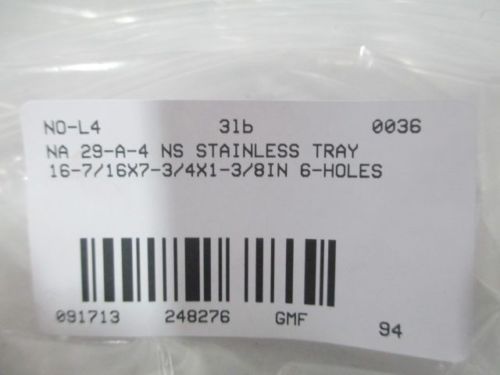 NO-L4 3lb 0036
NA 29-A-4 NS STAINLESS TRAY
16-7/16X7-3/4X1-3/8IN 6-HOLES
091713 248276 GMF 94